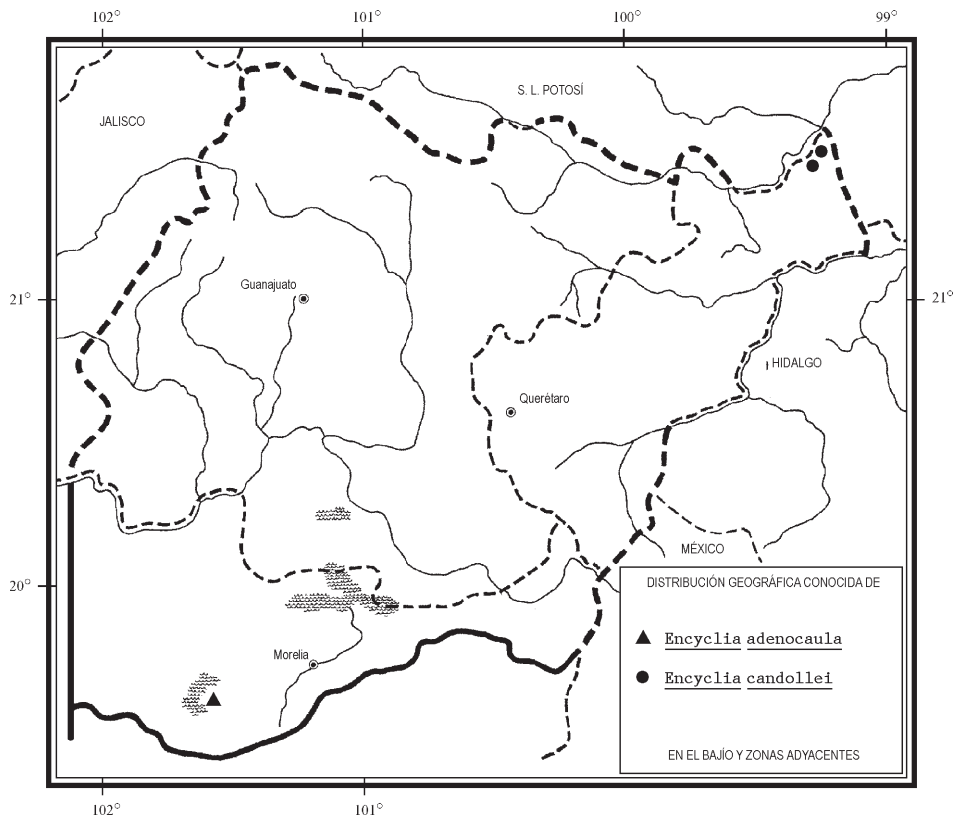 102° 101° 100° 99°
S. L. POTOSÍ
JALISCO
Guanajuato
21° 21°
HIDALGO
Querétaro
MÉXICO
20°
DISTRIBUCIÓN GEOGRÁFICA CONOCIDA DE
Encyclia adenocaula
Morelia
Encyclia candollei
EN EL BAJÍO Y ZONAS ADYACENTES
102° 101°